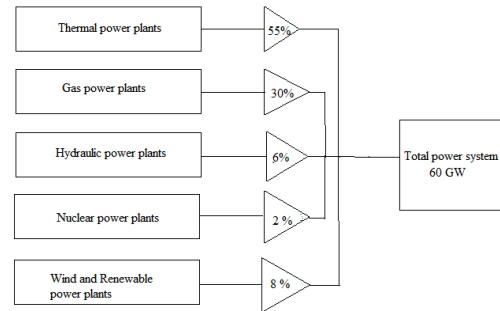 Thermal power plants
55%
Gas power plants
30%
Hydraulic power plants
6%
Total power system
60 GW
Nuclear power plants
2 %
Wind and Renewable
power plants
8 %